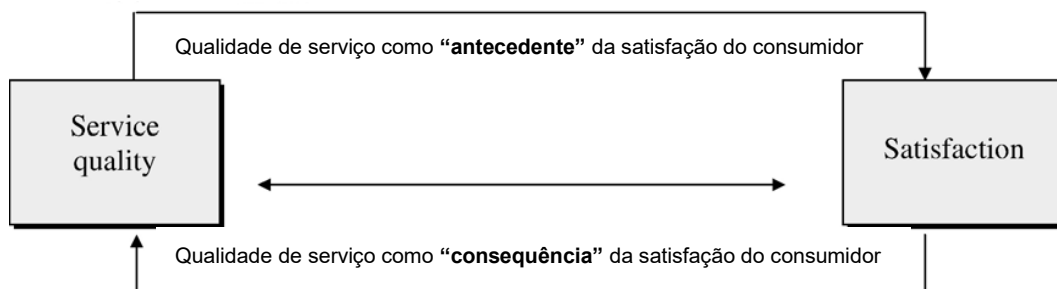 Qualidade de serviço como “antecedente” da satisfação do consumidor
Service
quality
Satisfaction
Qualidade de serviço como “consequência” da satisfação do consumidor